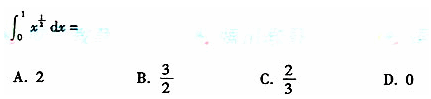 ∫₀¹ x^(1/2) dx =
A. 2 B. 3/2 C. 2/3 D. 0